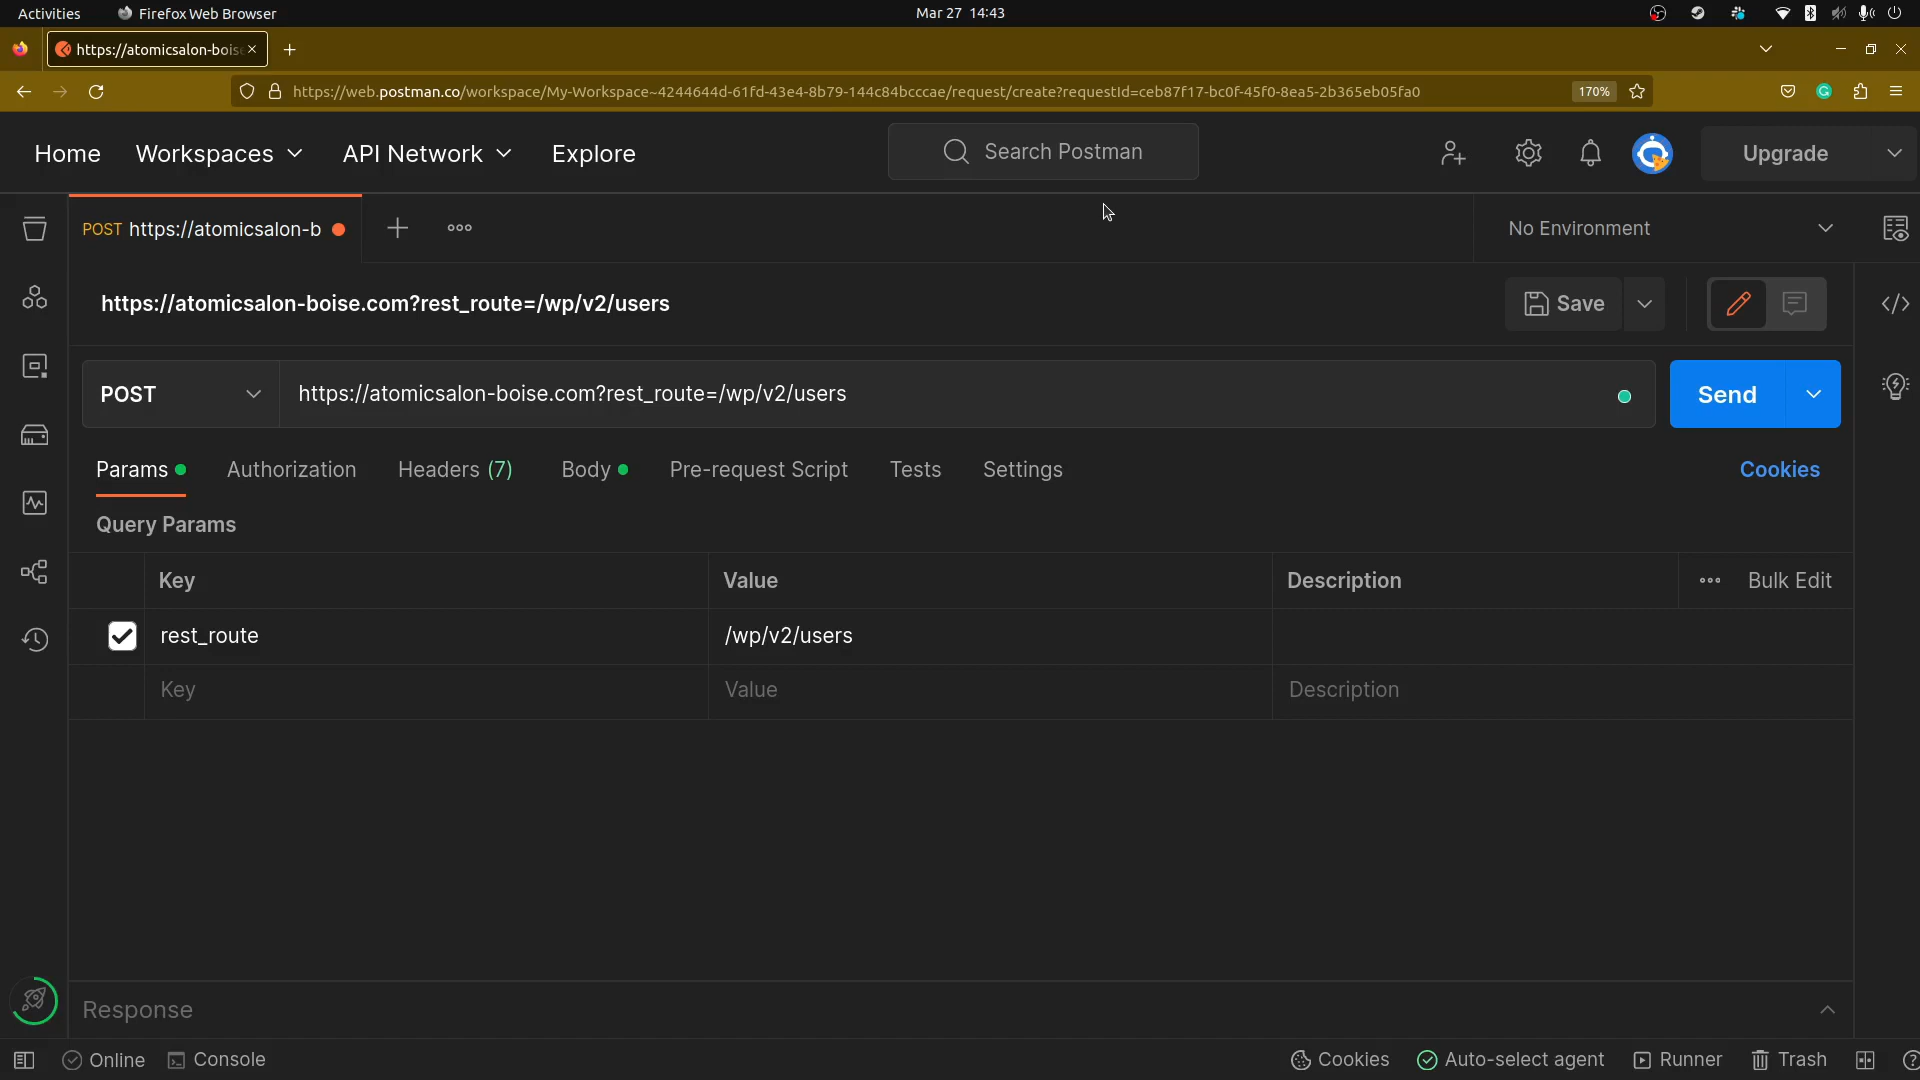 Activities
Firefox Web Browser
Mar 27 14:43
https://atomicsalon-bois
https://web.postman.co/workspace/My-Workspace~4244644d-61fd-43e4-8b79-144c84bcccae/request/create?requestId=ceb87f17-bc0f-45f0-8ea5-2b365eb05fa0
170%
Home
Workspaces
API Network
Explore
Search Postman
Upgrade
POST https://atomicsalon-b
No Environment
https://atomicsalon-boise.com?rest_route=/wp/v2/users
Save
POST
https://atomicsalon-boise.com?rest_route=/wp/v2/users
Send
Params
Authorization
Headers (7)
Body
Pre-request Script
Tests
Settings
Cookies
Query Params
Key
Value
Description
Bulk Edit
rest_route
/wp/v2/users
Key
Value
Description
Response
Online
Console
Cookies
Auto-select agent
Runner
Trash